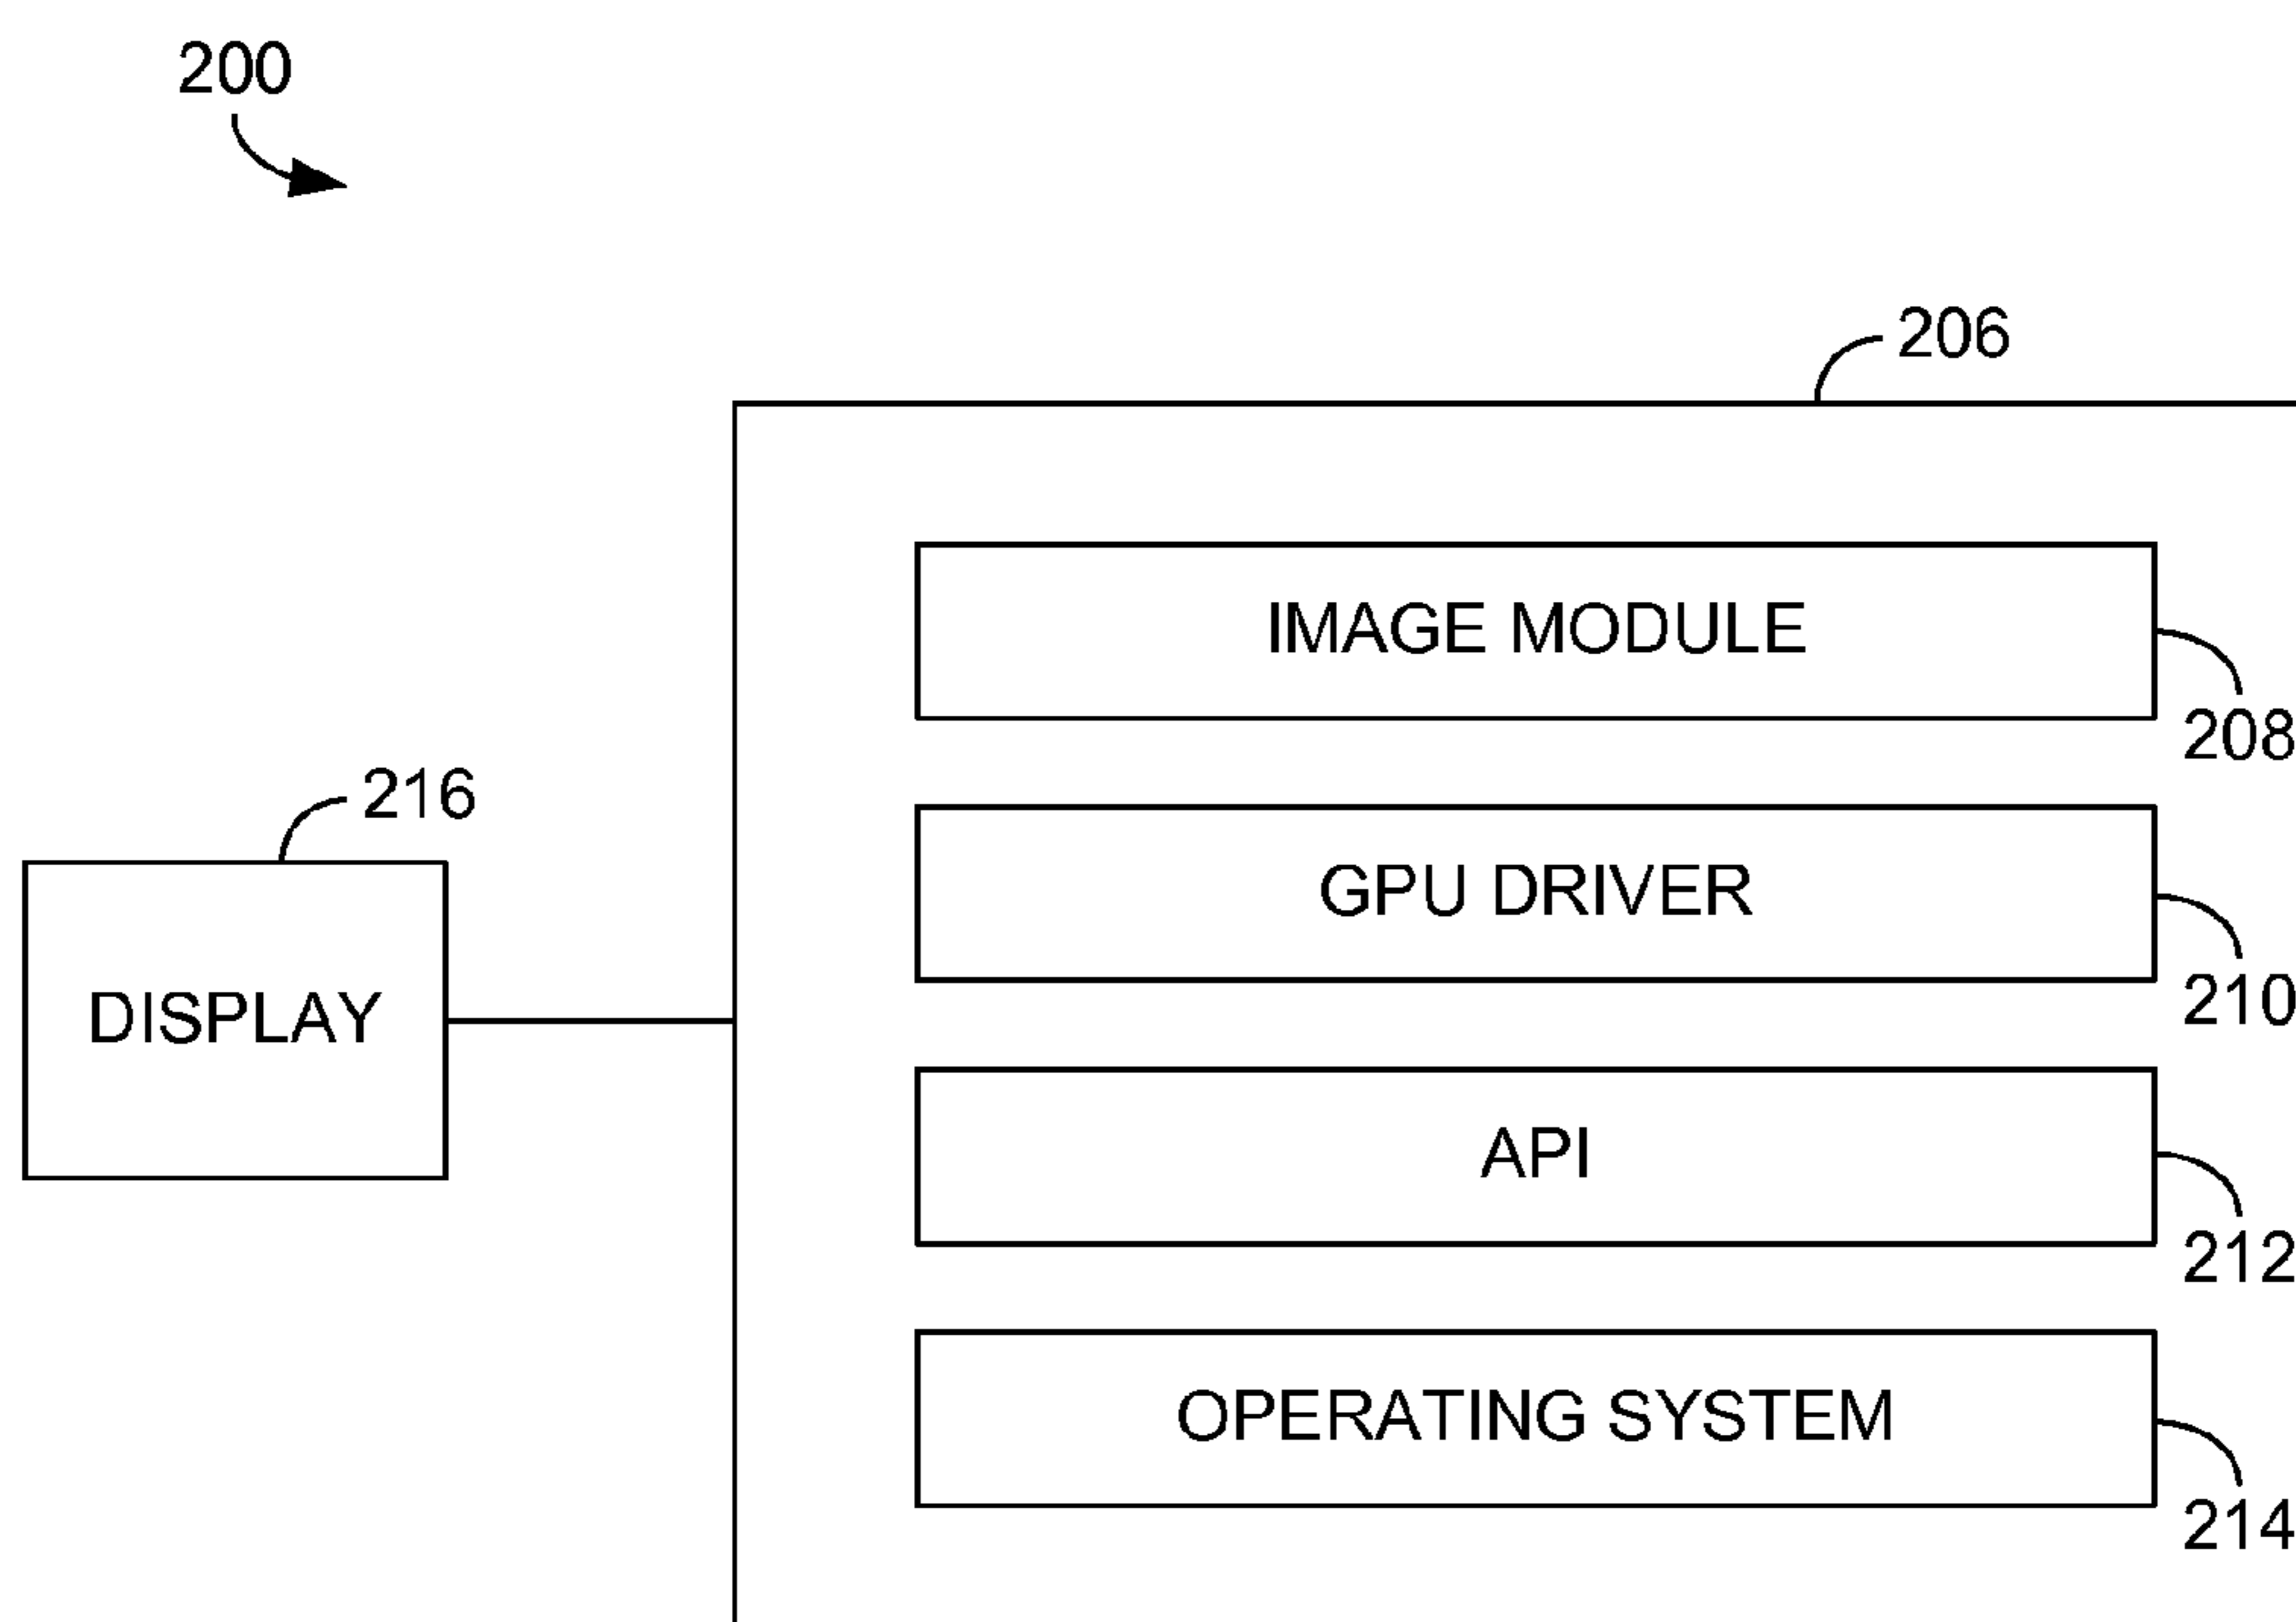 200
206
IMAGE MODULE
208
216
GPU DRIVER
210
DISPLAY
API
212
OPERATING SYSTEM
214